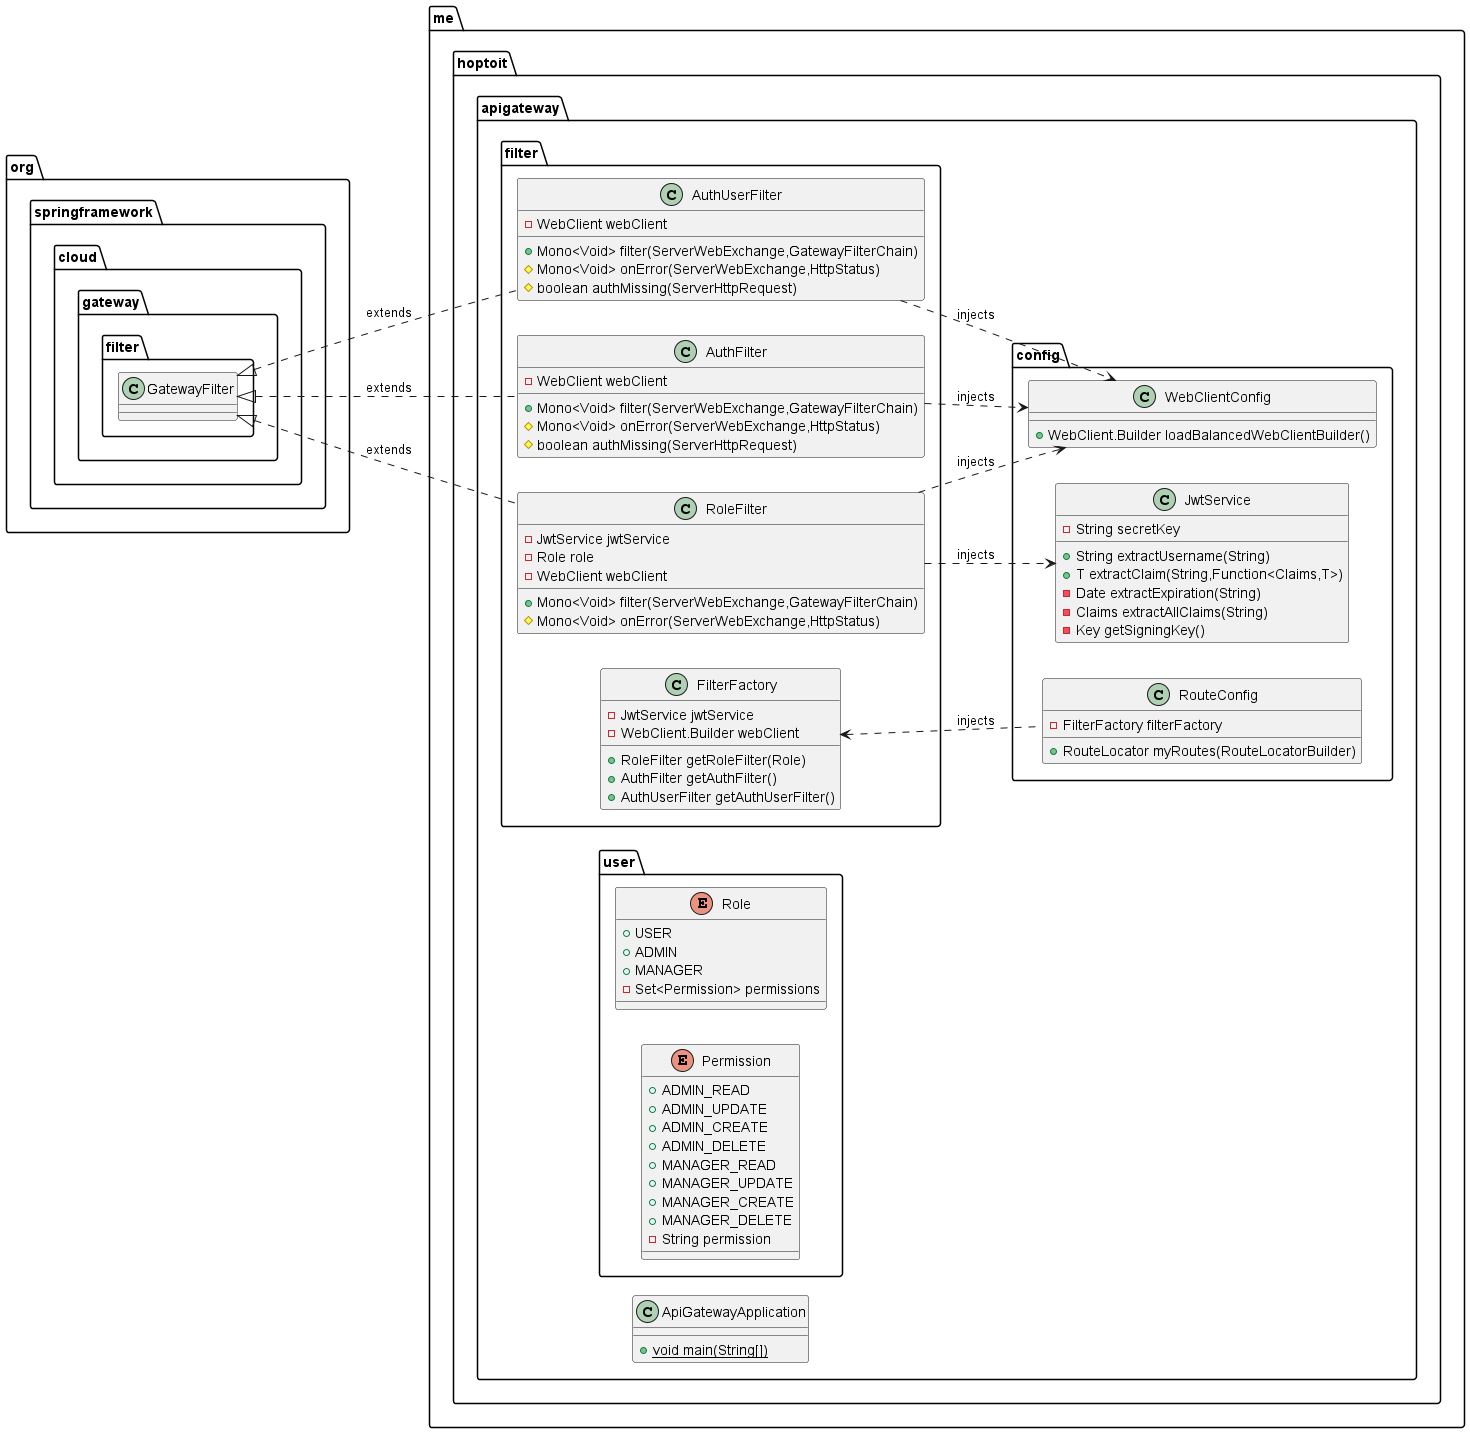 me
hoptoit
apigateway
filter
C AuthUserFilter
WebClient webClient
Mono<Void> filter(ServerWebExchange,GatewayFilterChain)
Mono<Void> onError(ServerWebExchange,HttpStatus)
boolean authMissing(ServerHttpRequest)
C AuthFilter
WebClient webClient
Mono<Void> filter(ServerWebExchange,GatewayFilterChain)
Mono<Void> onError(ServerWebExchange,HttpStatus)
boolean authMissing(ServerHttpRequest)
C RoleFilter
JwtService jwtService
Role role
WebClient webClient
Mono<Void> filter(ServerWebExchange,GatewayFilterChain)
Mono<Void> onError(ServerWebExchange,HttpStatus)
C FilterFactory
JwtService jwtService
WebClient.Builder webClient
RoleFilter getRoleFilter(Role)
AuthFilter getAuthFilter()
AuthUserFilter getAuthUserFilter()
org
springframework
cloud
gateway
filter
C GatewayFilter
extends
extends
extends
injects
injects
injects
injects
injects
config
C WebClientConfig
WebClient.Builder loadBalancedWebClientBuilder()
C JwtService
String secretKey
String extractUsername(String)
T extractClaim(String,Function<Claims,T>)
Date extractExpiration(String)
Claims extractAllClaims(String)
Key getSigningKey()
C RouteConfig
FilterFactory filterFactory
RouteLocator myRoutes(RouteLocatorBuilder)
user
E Role
USER
ADMIN
MANAGER
Set<Permission> permissions
E Permission
ADMIN_READ
ADMIN_UPDATE
ADMIN_CREATE
ADMIN_DELETE
MANAGER_READ
MANAGER_UPDATE
MANAGER_CREATE
MANAGER_DELETE
String permission
C ApiGatewayApplication
void main(String[])